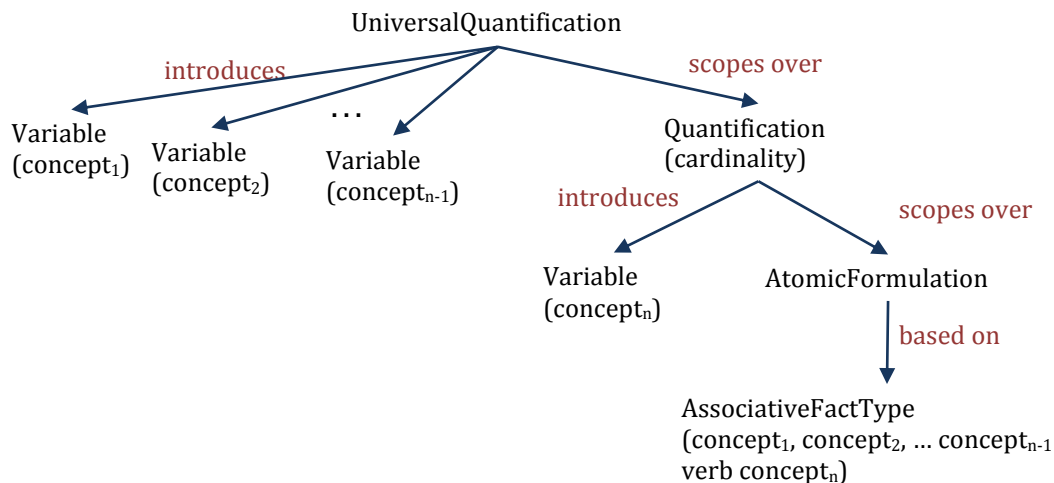 UniversalQuantification
introduces
scopes over
…
Variable
(concept₁)
Variable
(concept₂)
Variable
(conceptₙ₋₁)
Quantification
(cardinality)
introduces
scopes over
Variable
(conceptₙ)
AtomicFormulation
based on
AssociativeFactType
(concept₁, concept₂, … conceptₙ₋₁
verb conceptₙ)